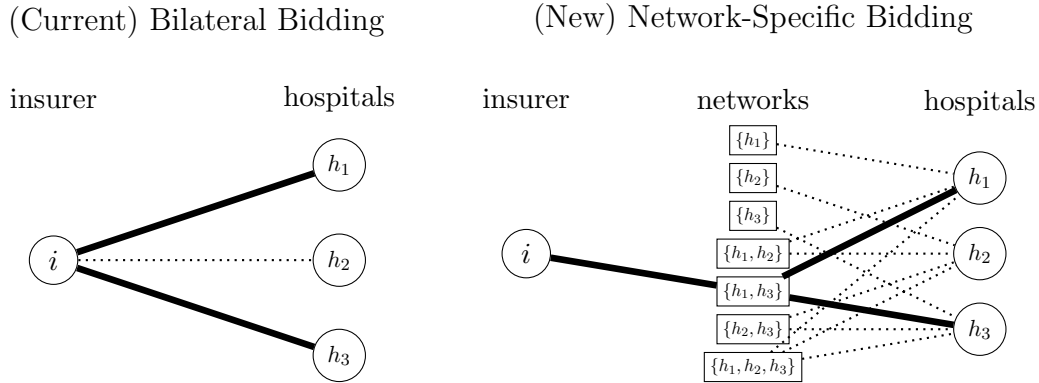 (Current) Bilateral Bidding
insurer
hospitals
i
h₁
h₂
h₃
(New) Network-Specific Bidding
insurer
networks
hospitals
i
{h₁}
{h₂}
{h₃}
{h₁, h₂}
{h₁, h₃}
{h₂, h₃}
{h₁, h₂, h₃}
h₁
h₂
h₃